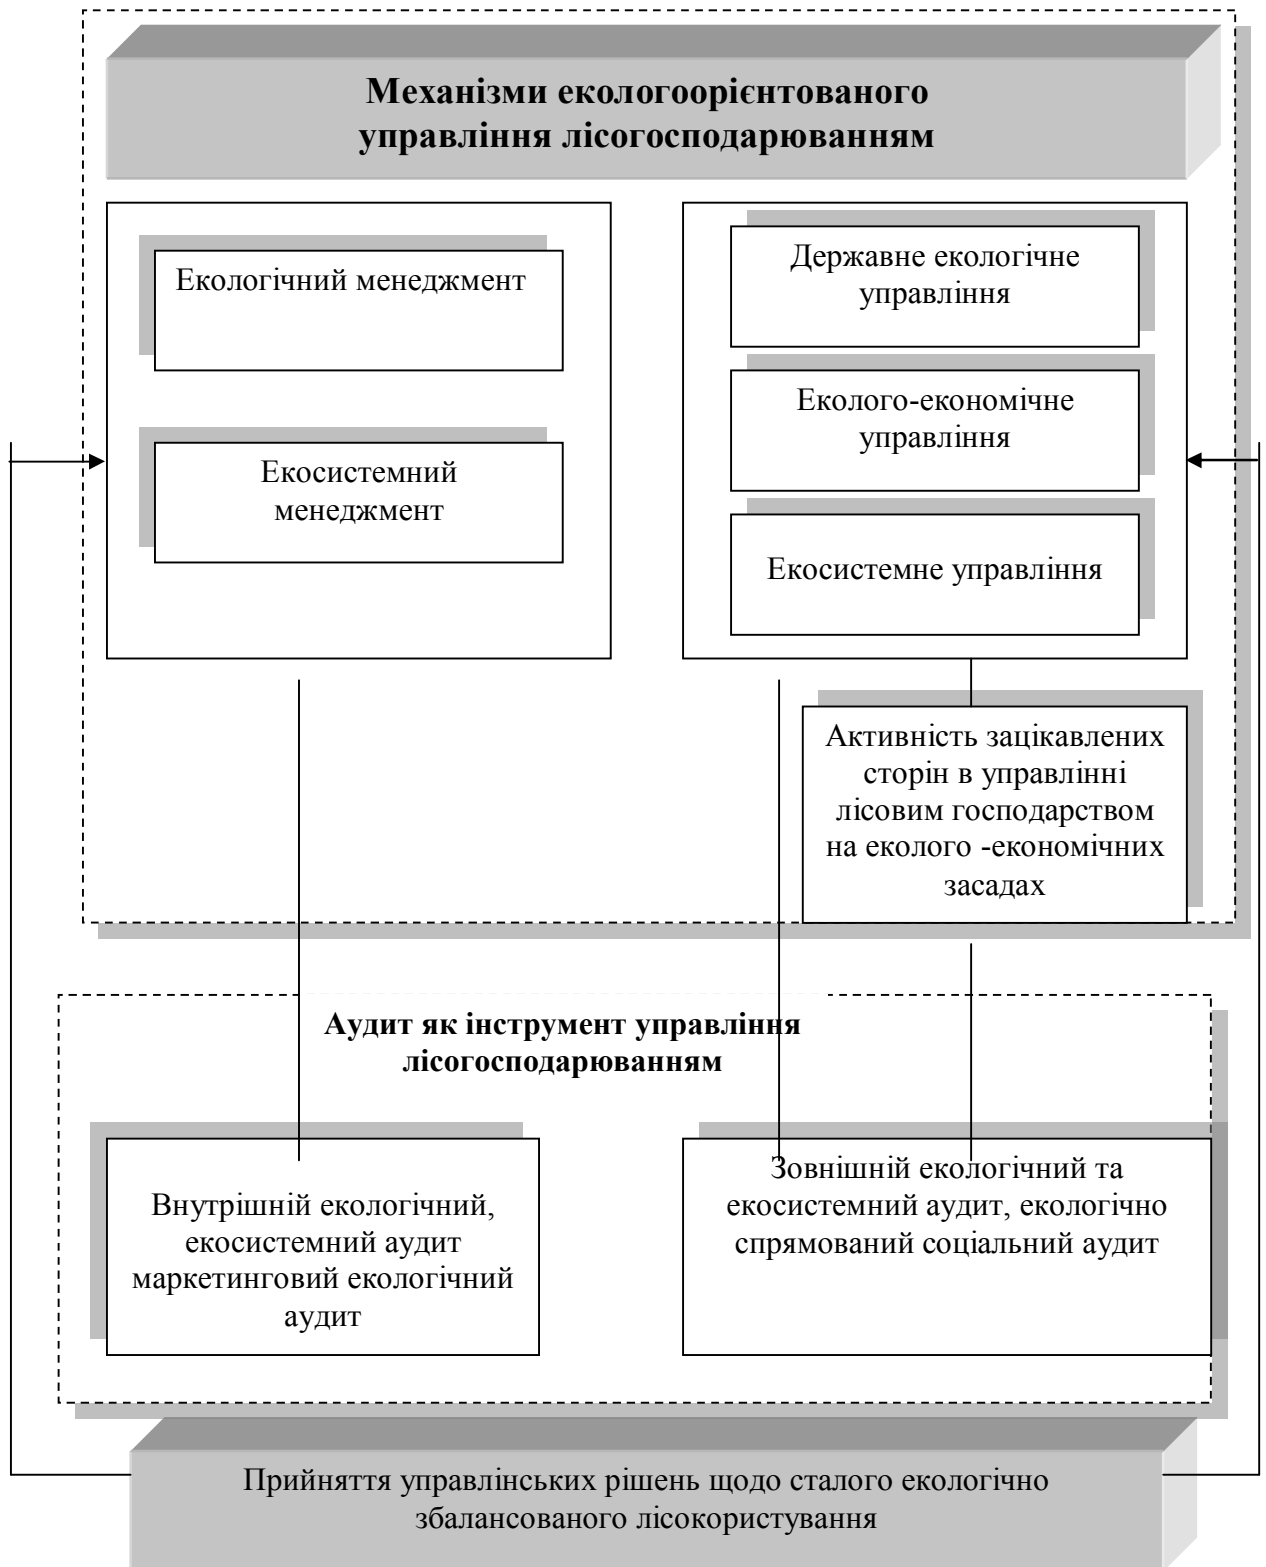 Механізми екологоорієнтованого
управління лісогосподарюванням
Екологічний менеджмент
Екосистемний
менеджмент
Державне екологічне
управління
Еколого-економічне
управління
Екосистемне управління
Активність зацікавлених
сторін в управлінні
лісовим господарством
на еколого -економічних
засадах
Аудит як інструмент управління
лісогосподарюванням
Внутрішній екологічний,
екосистемний аудит
маркетинговий екологічний
аудит
Зовнішній екологічний та
екосистемний аудит, екологічно
спрямований соціальний аудит
Прийняття управлінських рішень щодо сталого екологічно
збалансованого лісокористування